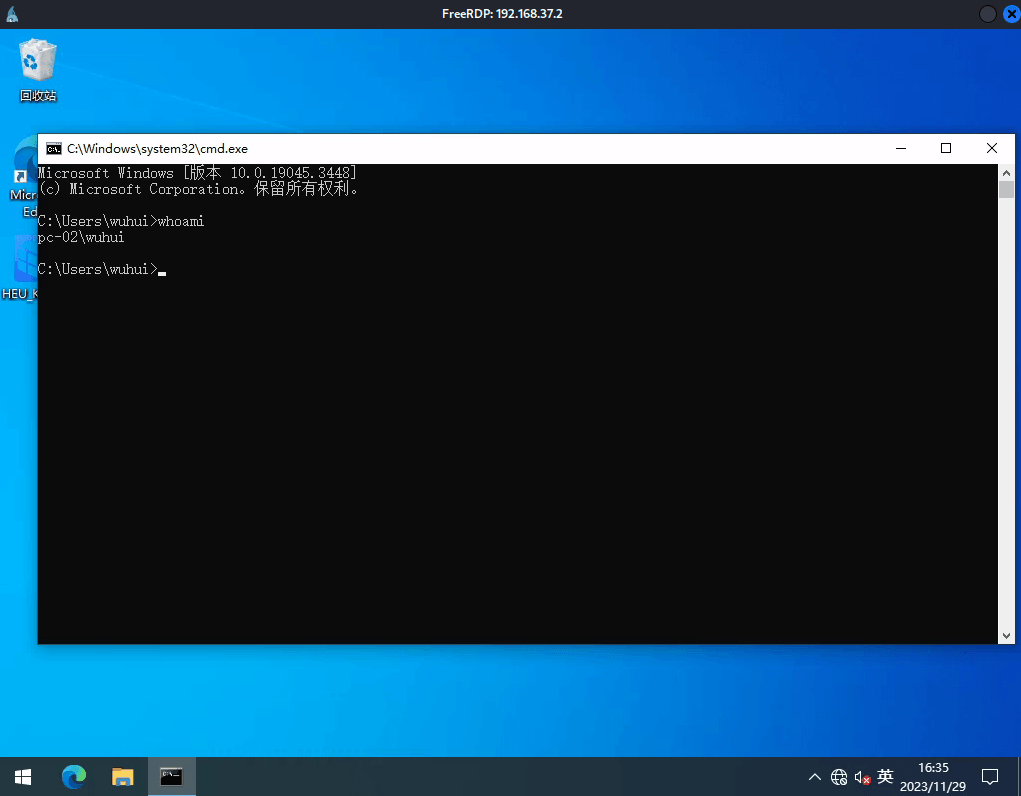 FreeRDP: 192.168.37.2
回收站
C:\Windows\system32\cmd.exe
Microsoft Windows [版本 10.0.19045.3448]
(c) Microsoft Corporation。保留所有权利。
C:\Users\wuhui>whoami
pc-02\wuhui
C:\Users\wuhui>
Micr
Ed
HEU_K
英
16:35
2023/11/29